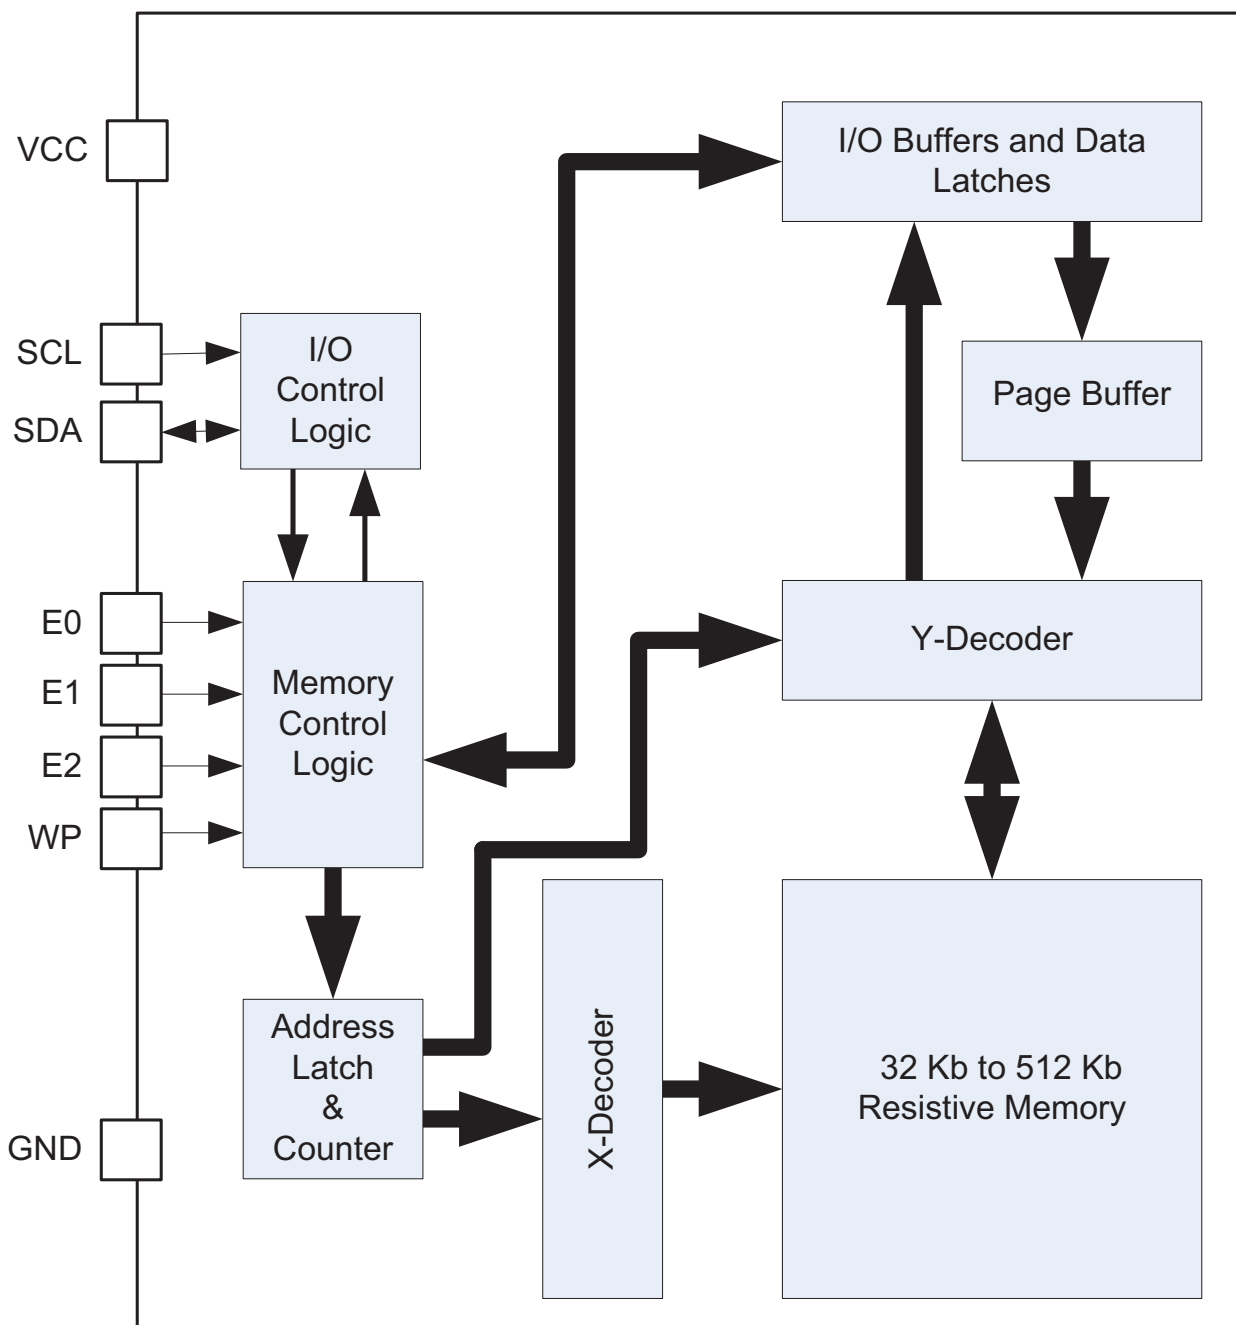 VCC
I/O Buffers and Data
Latches
SCL
I/O
Control
Logic
SDA
Page Buffer
E0
E1
E2
WP
Memory
Control
Logic
Y-Decoder
Address
Latch
&
Counter
X-Decoder
32 Kb to 512 Kb
Resistive Memory
GND